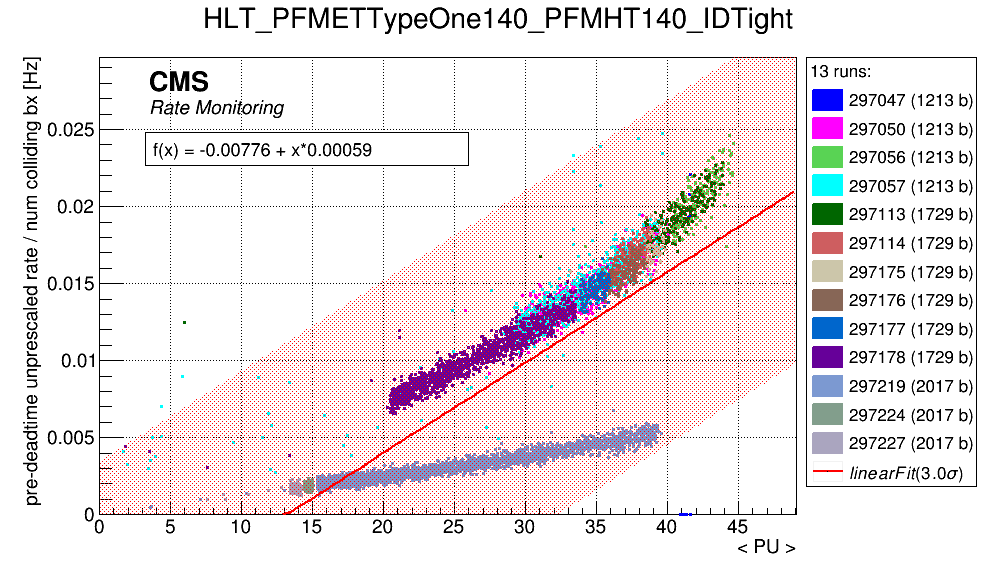 HLT_PFMETTypeOne140_PFMHT140_IDTight
pre-deadtime unprescaled rate / num colliding bx [Hz]
CMS
Rate Monitoring
f(x) = -0.00776 + x*0.00059
0.025
0.02
0.015
0.01
0.005
0
0 5 10 15 20 25 30 35 40 45
< PU >
13 runs:
297047 (1213 b)
297050 (1213 b)
297056 (1213 b)
297057 (1213 b)
297113 (1729 b)
297114 (1729 b)
297175 (1729 b)
297176 (1729 b)
297177 (1729 b)
297178 (1729 b)
297219 (2017 b)
297224 (2017 b)
297227 (2017 b)
linearFit(3.0σ)